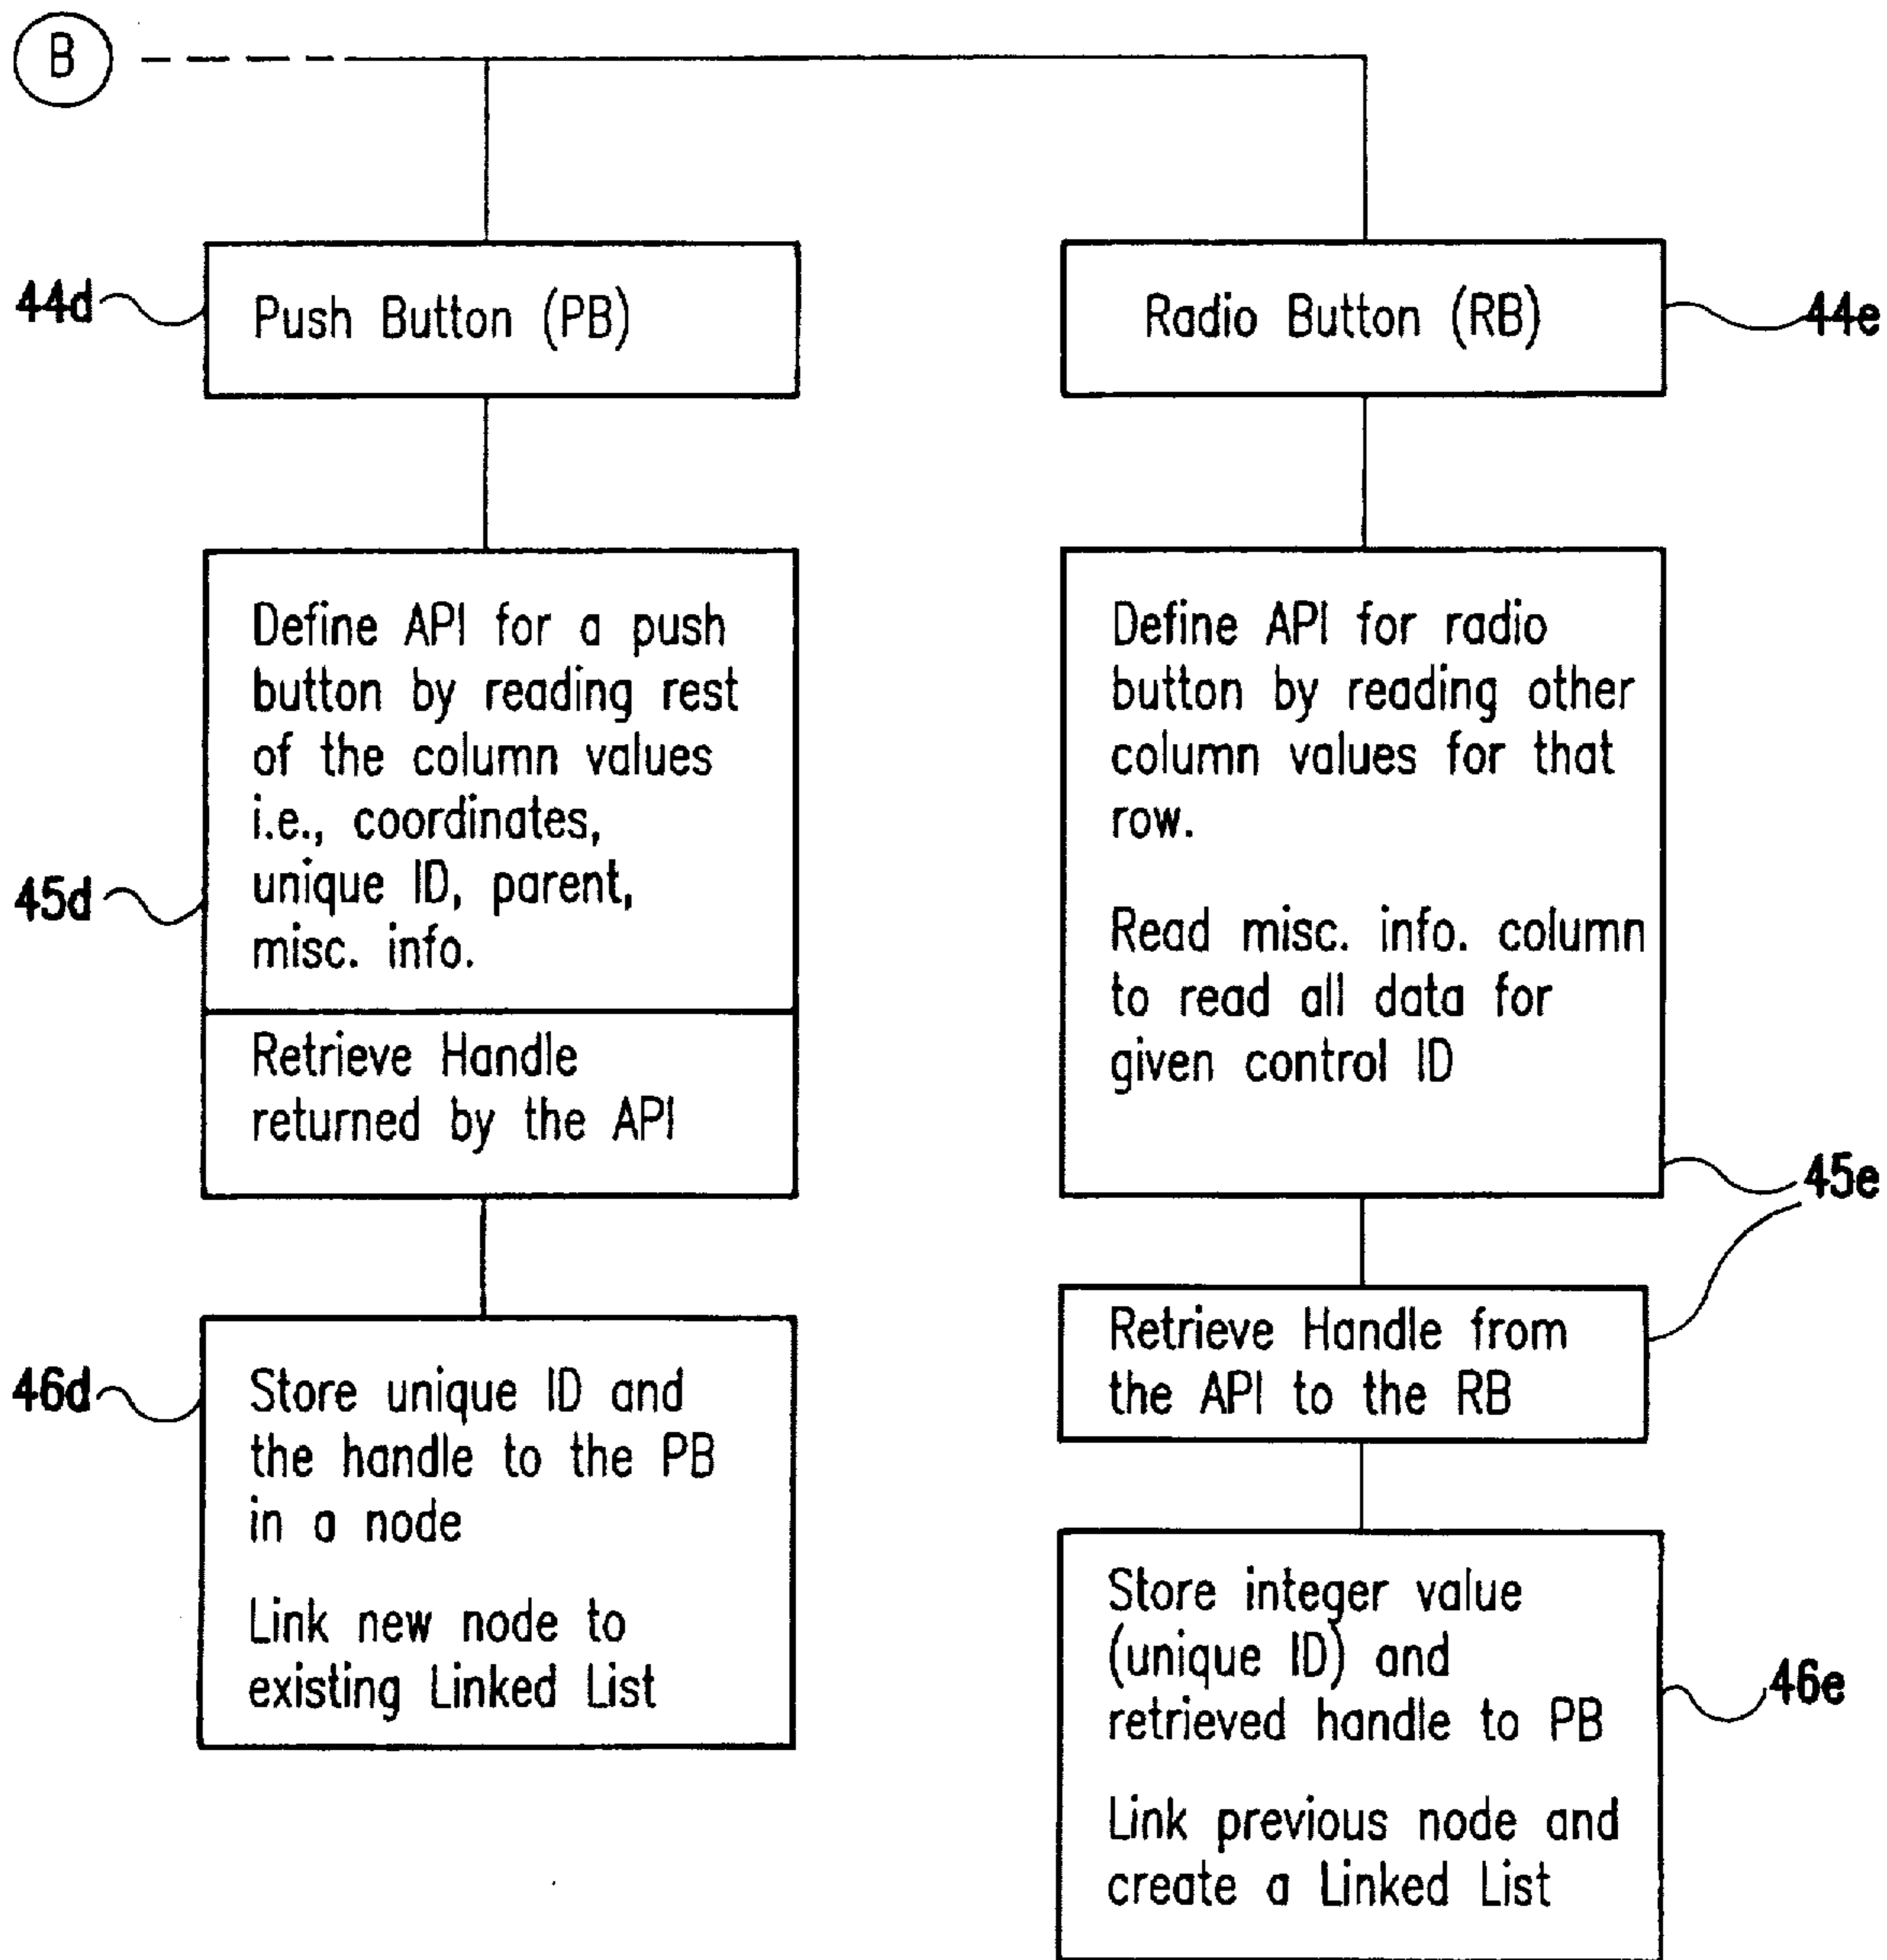 B
44d
Push Button (PB)
Radio Button (RB)
44e
45d
Define API for a push
button by reading rest
of the column values
i.e., coordinates,
unique ID, parent,
misc. info.
Retrieve Handle
returned by the API
Define API for radio
button by reading other
column values for that
row.
Read misc. info. column
to read all data for
given control ID
45e
Retrieve Handle from
the API to the RB
46d
Store unique ID and
the handle to the PB
in a node
Link new node to
existing Linked List
Store integer value
(unique ID) and
retrieved handle to PB
Link previous node and
create a Linked List
46e